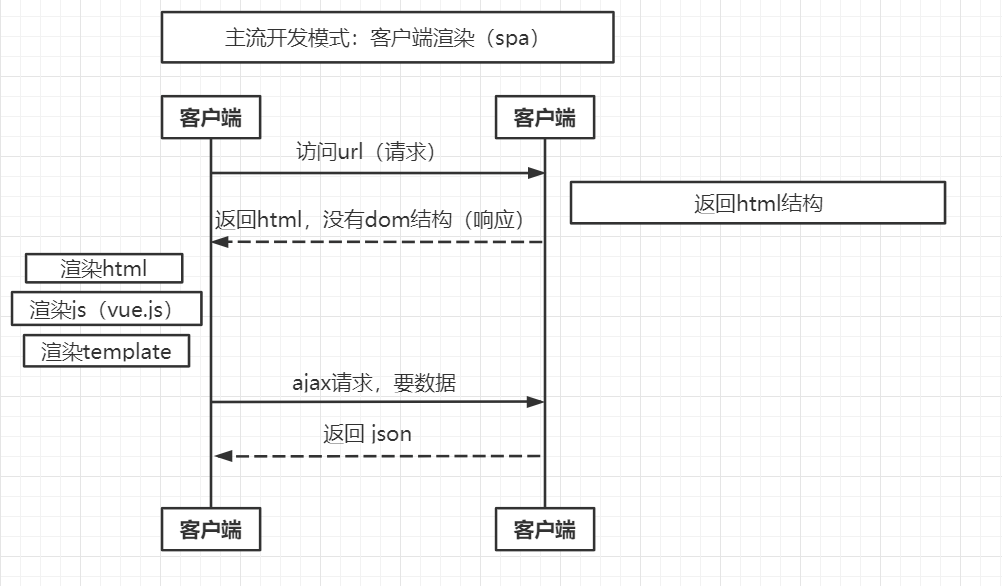 主流开发模式：客户端渲染（spa）
客户端
客户端
访问url（请求）
返回html结构
返回html，没有dom结构（响应）
渲染html
渲染js（vue.js）
渲染template
ajax请求，要数据
返回 json
客户端
客户端